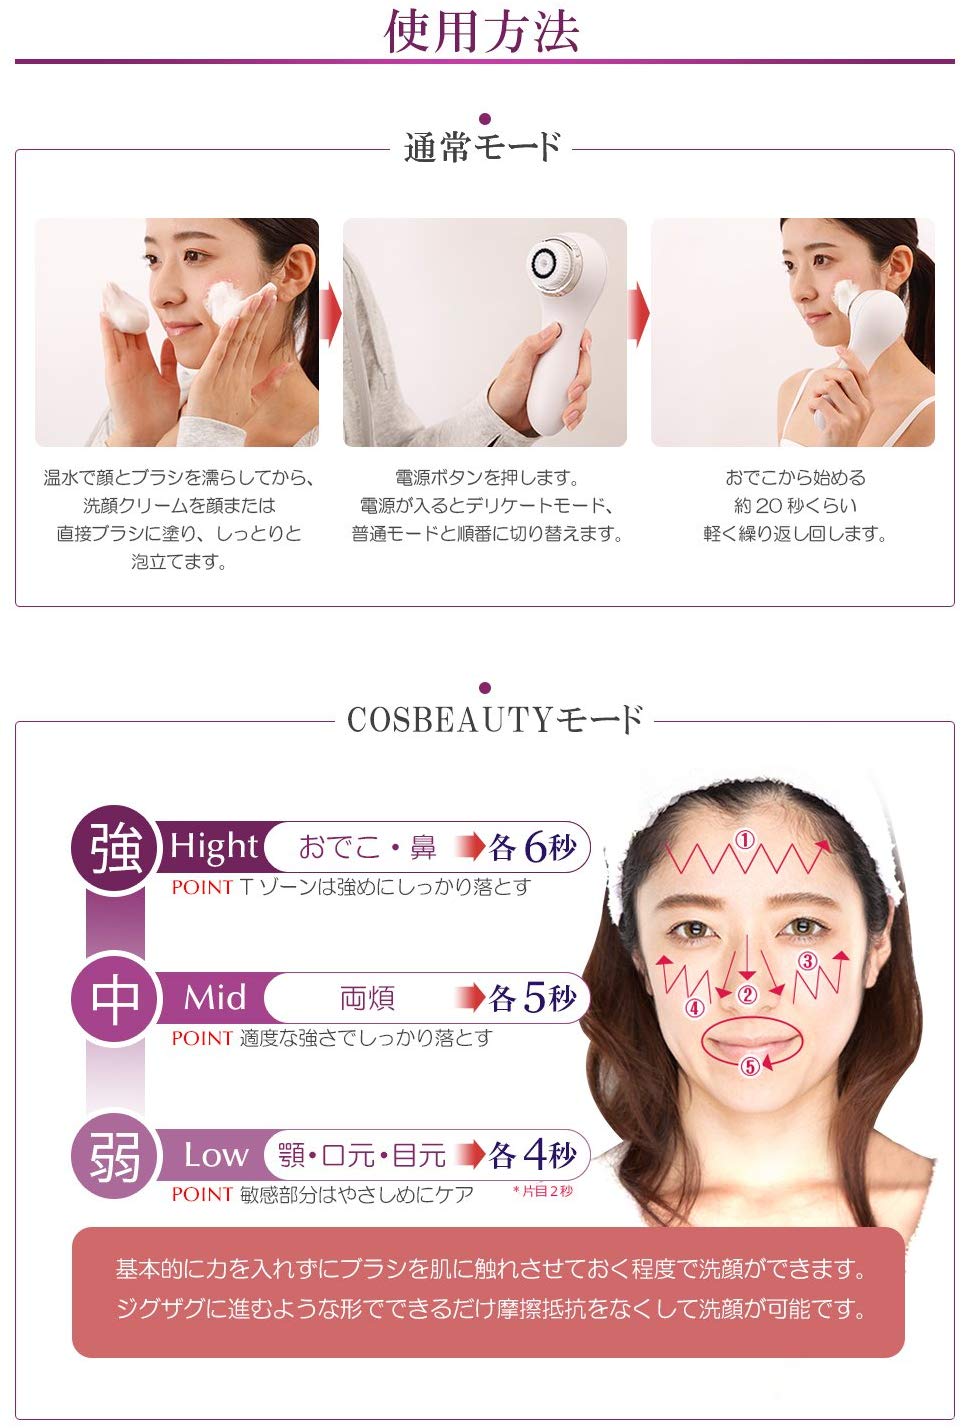 使用方法
通常モード
温水で顔とブラシを濡らしてから、
洗顔クリームを顔または
直接ブラシに塗り、しっとりと
泡立てます。
電源ボタンを押します。
電源が入るとデリケートモード、
普通モードと順番に切り替えます。
おでこから始める
約20秒くらい
軽く繰り返し回します。
COSBEAUTYモード
強 Hight おでこ・鼻 各6秒
POINT Tゾーンは強めにしっかり落とす
中 Mid 両煩 各5秒
POINT 適度な強さでしっかり落とす
弱 Low 顎・口元・目元 各4秒
POINT 敏感部分はやさしめにケア
*片目2秒
①
③
②
④
⑤
基本的に力を入れずにブラシを肌に触れさせておく程度で洗顔ができます。
ジグザグに進むような形でできるだけ摩擦抵抗をなくして洗顔が可能です。